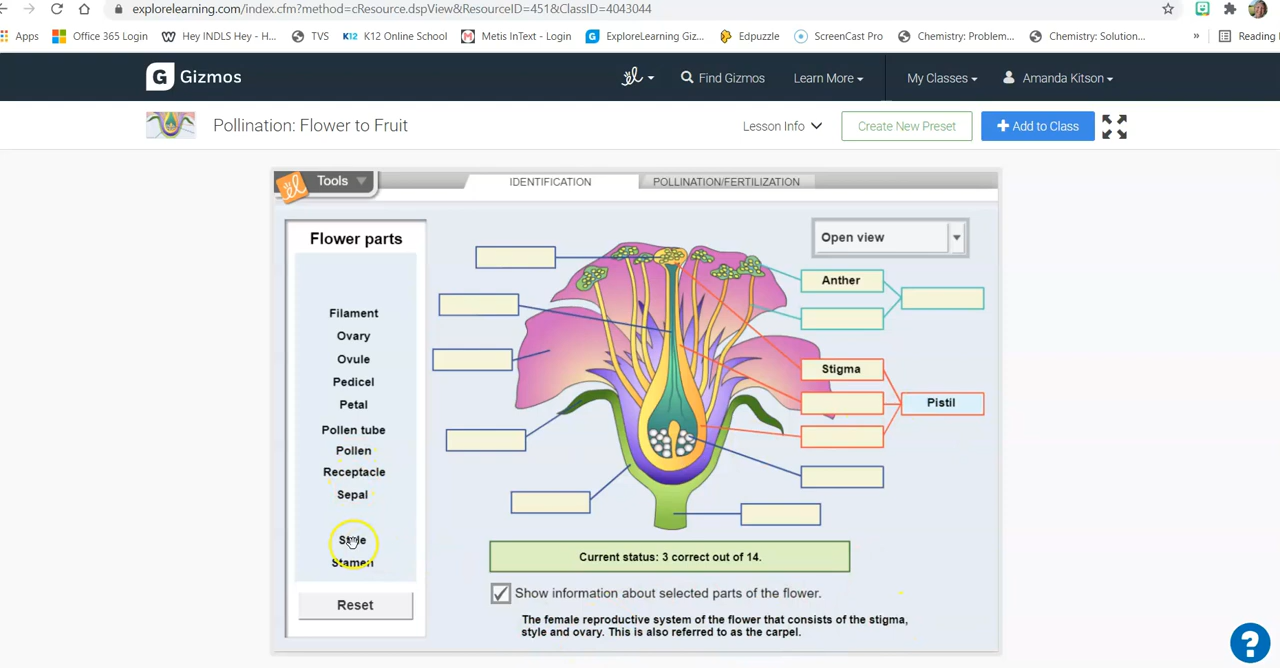 explorelearning.com/index.cfm?method=cResource.dspView&ResourceID=451&ClassID=4043044
Apps Office 365 Login Hey INDLS Hey - H... TVS K12 K12 Online School Metis InText - Login ExploreLearning Giz... Edpuzzle ScreenCast Pro Chemistry: Problem... Chemistry: Solution... » Reading
G Gizmos Find Gizmos Learn More My Classes Amanda Kitson
Pollination: Flower to Fruit Lesson Info Create New Preset + Add to Class
Tools IDENTIFICATION POLLINATION/FERTILIZATION
Flower parts
Open view
Filament
Ovary
Ovule
Pedicel
Petal
Pollen tube
Pollen
Receptacle
Sepal
Style
Stamen
Reset
Anther
Stigma
Pistil
Current status: 3 correct out of 14.
Show information about selected parts of the flower.
The female reproductive system of the flower that consists of the stigma,
style and ovary. This is also referred to as the carpel.
?